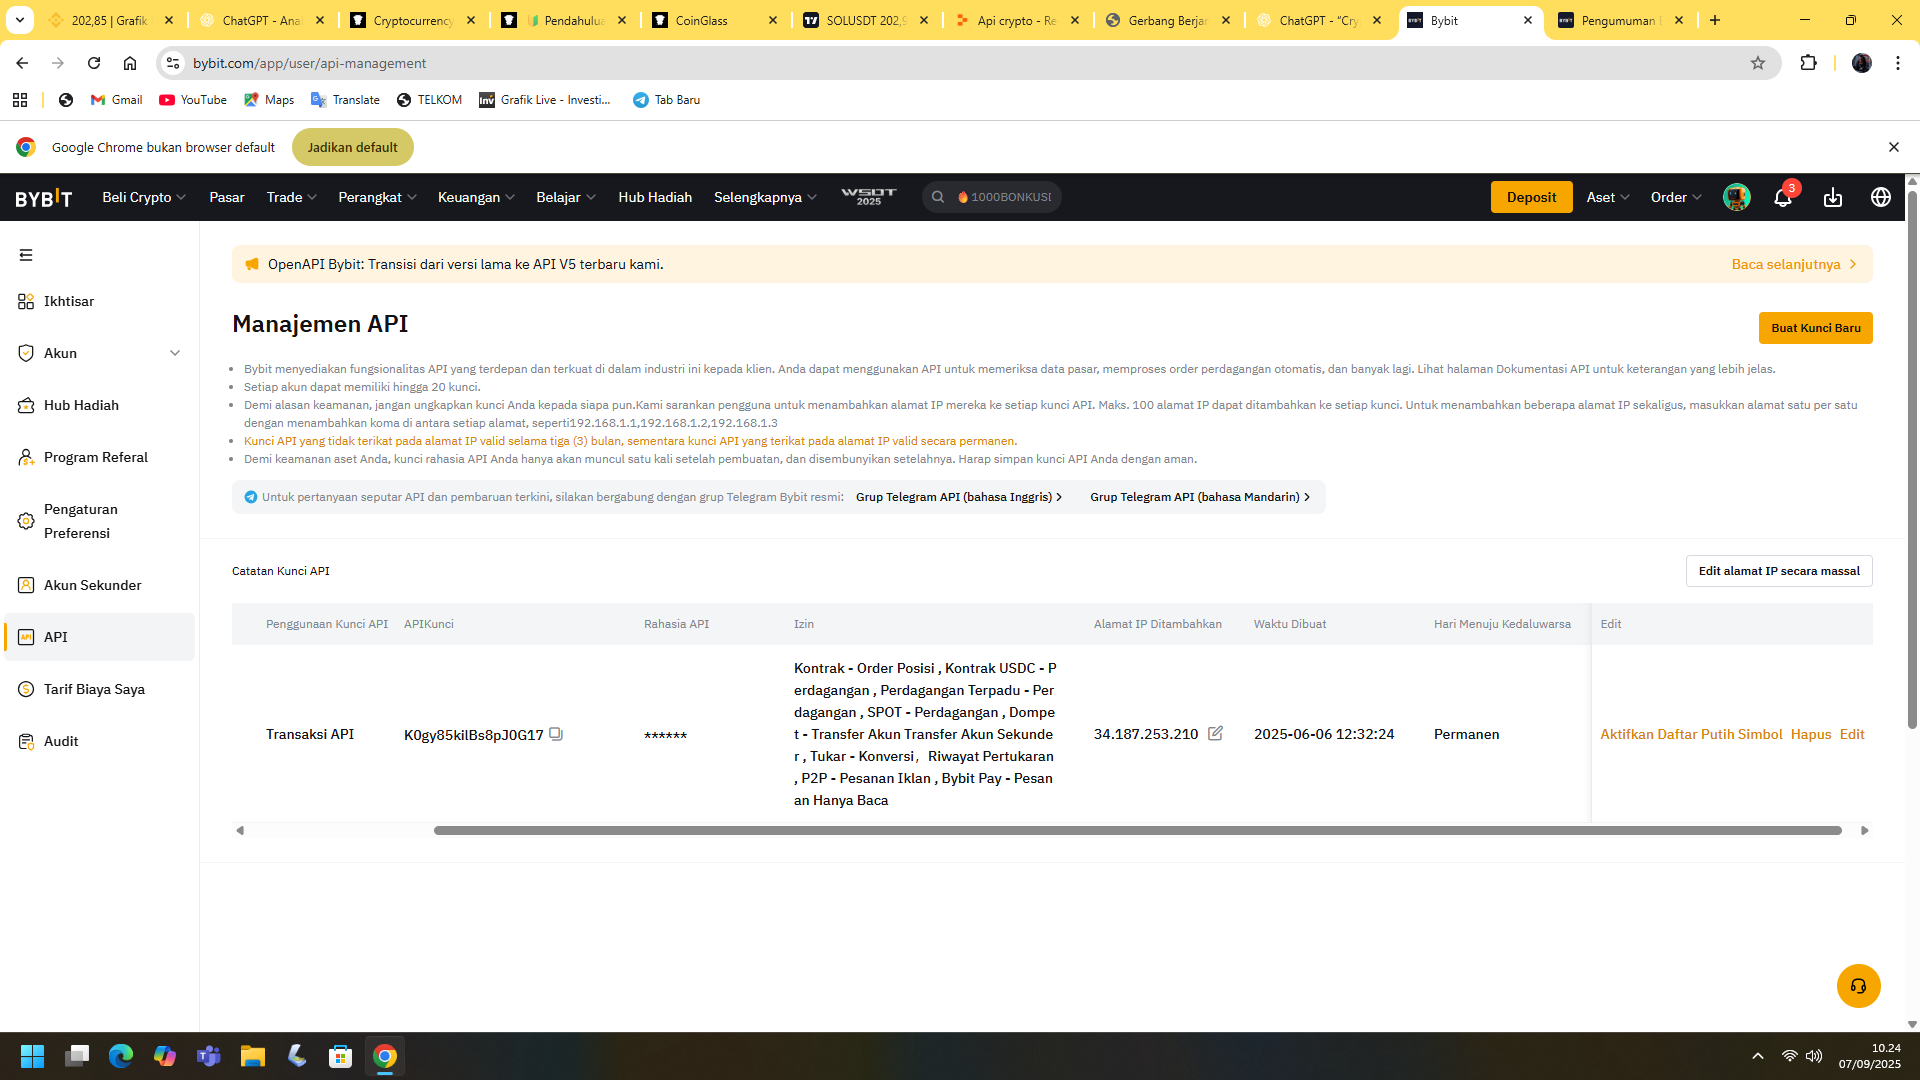 202,85 | Grafik
ChatGPT - Ana
Cryptocurrency
Pendahulua
CoinGlass
SOLUSDT 202,9
Api crypto - Re
Gerbang Berjar
ChatGPT - "Cry
Bybit
Pengumuman
bybit.com/app/user/api-management
Gmail
YouTube
Maps
Translate
TELKOM
Grafik Live - Investi...
Tab Baru
Google Chrome bukan browser default
Jadikan default
BYBIT
Beli Crypto
Pasar
Trade
Perangkat
Keuangan
Belajar
Hub Hadiah
Selengkapnya
WSOT
2025
1000BONKUS
Deposit
Aset
Order
3
OpenAPI Bybit: Transisi dari versi lama ke API V5 terbaru kami.
Baca selanjutnya
Ikhtisar
Akun
Hub Hadiah
Program Referal
Pengaturan
Preferensi
Akun Sekunder
API
API
Tarif Biaya Saya
Audit
Manajemen API
Buat Kunci Baru
Bybit menyediakan fungsionalitas API yang terdepan dan terkuat di dalam industri ini kepada klien. Anda dapat menggunakan API untuk memeriksa data pasar, memproses order perdagangan otomatis, dan banyak lagi. Lihat halaman Dokumentasi API untuk keterangan yang lebih jelas.
Setiap akun dapat memiliki hingga 20 kunci.
Demi alasan keamanan, jangan ungkapkan kunci Anda kepada siapa pun.Kami sarankan pengguna untuk menambahkan alamat IP mereka ke setiap kunci API. Maks. 100 alamat IP dapat ditambahkan ke setiap kunci. Untuk menambahkan beberapa alamat IP sekaligus, masukkan alamat satu per satu
dengan menambahkan koma di antara setiap alamat, seperti192.168.1.1,192.168.1.2,192.168.1.3
Kunci API yang tidak terikat pada alamat IP valid selama tiga (3) bulan, sementara kunci API yang terikat pada alamat IP valid secara permanen.
Demi keamanan aset Anda, kunci rahasia API Anda hanya akan muncul satu kali setelah pembuatan, dan disembunyikan setelahnya. Harap simpan kunci API Anda dengan aman.
Untuk pertanyaan seputar API dan pembaruan terkini, silakan bergabung dengan grup Telegram Bybit resmi:
Grup Telegram API (bahasa Inggris)
Grup Telegram API (bahasa Mandarin)
Catatan Kunci API
Edit alamat IP secara massal
Penggunaan Kunci API
APIKunci
Rahasia API
Izin
Alamat IP Ditambahkan
Waktu Dibuat
Hari Menuju Kedaluwarsa
Edit
Transaksi API
K0gy85kilBs8pJ0G17
******
Kontrak - Order Posisi , Kontrak USDC - P
erdagangan , Perdagangan Terpadu - Per
dagangan , SPOT - Perdagangan , Dompe
t - Transfer Akun Transfer Akun Sekunde
r , Tukar - Konversi, Riwayat Pertukaran
, P2P - Pesanan Iklan , Bybit Pay - Pesan
an Hanya Baca
34.187.253.210
2025-06-06 12:32:24
Permanen
Aktifkan Daftar Putih Simbol
Hapus
Edit
10.24
07/09/2025